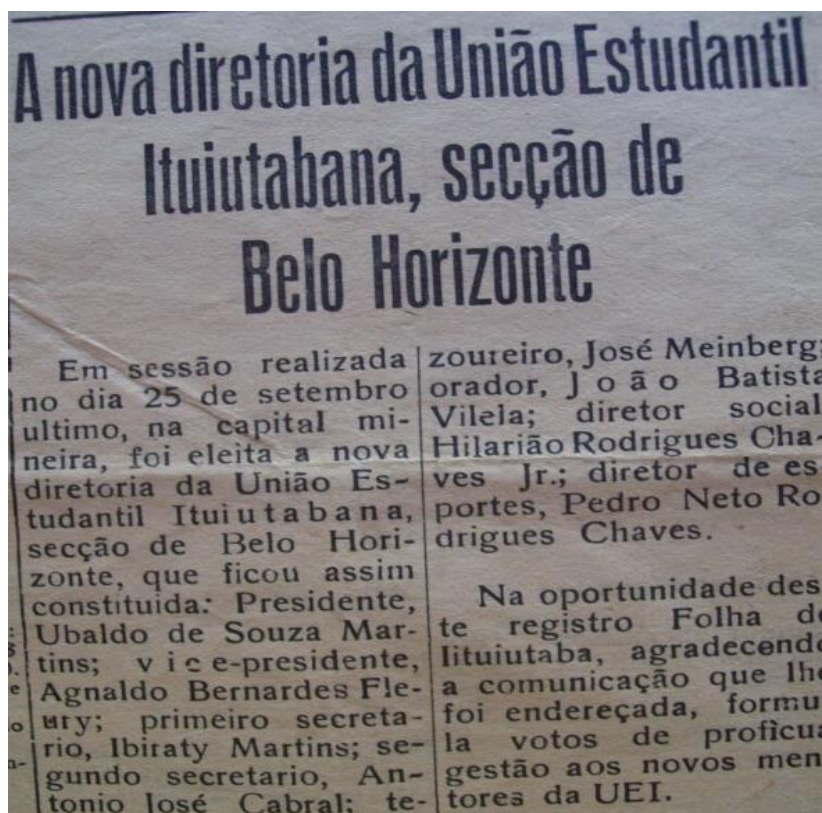 A nova diretoria da União Estudantil
Ituiutabana, secção de
Belo Horizonte
Em sessão realizada
no dia 25 de setembro
ultimo, na capital mi-
neira, foi eleita a nova
diretoria da União Es-
tudantil Ituiutabana,
secção de Belo Hori-
zonte, que ficou assim
constituida: Presidente,
Ubaldo de Souza Mar-
tins; vice-presidente,
Agnaldo Bernardes Fle-
ury; primeiro secreta-
rio, Ibiraty Martins; se-
gundo secretario, An-
tonio José Cabral; te-
zoureiro, José Meinberg;
orador, João Batista
Vilela; diretor social
Hilarião Rodrigues Cha-
ves Jr.; diretor de es
portes, Pedro Neto Ro
drigues Chaves.
Na oportunidade des
te registro Folha de
Iituiutaba, agradecendo
a comunicação que lhe
foi endereçada, formu
la votos de proficua
gestão aos novos men
tores da UEI.